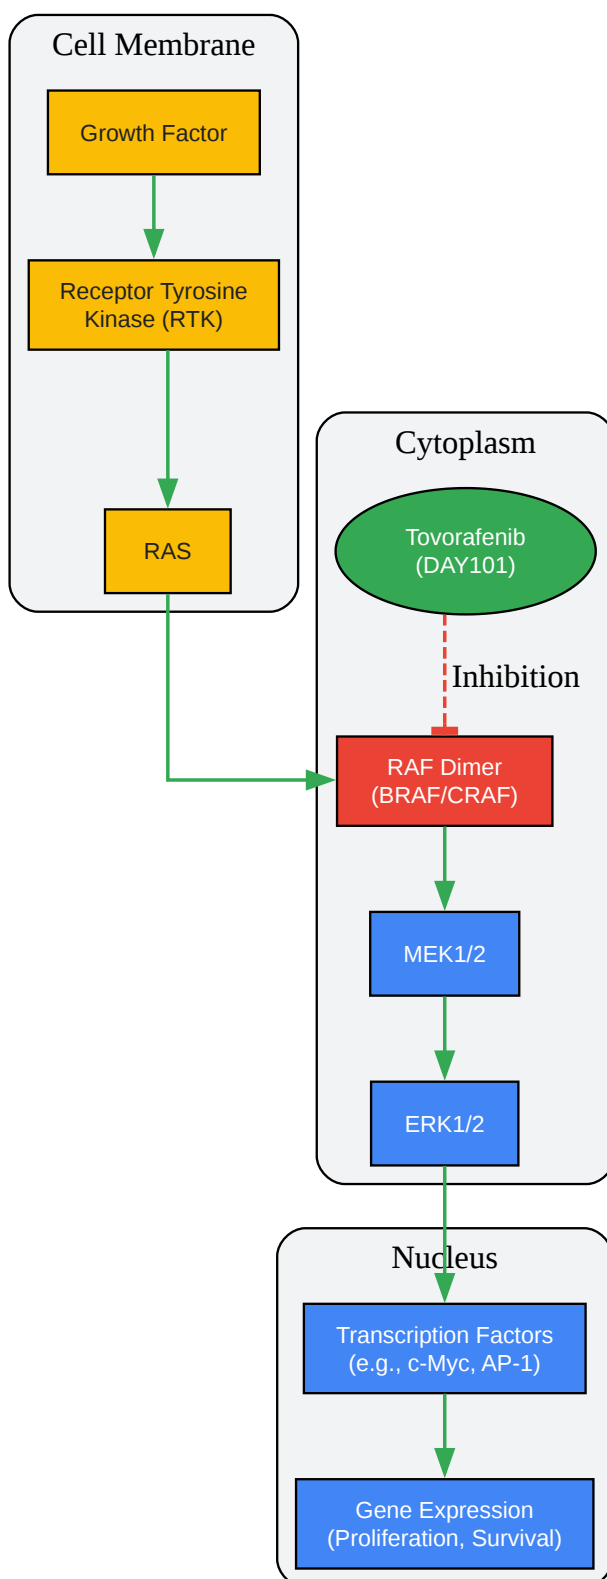 Cell Membrane
Growth Factor
Receptor Tyrosine
Kinase (RTK)
RAS
Cytoplasm
Tovorafenib
(DAY101)
Inhibition
RAF Dimer
(BRAF/CRAF)
MEK1/2
ERK1/2
Nucleus
Transcription Factors
(e.g., c-Myc, AP-1)
Gene Expression
(Proliferation, Survival)